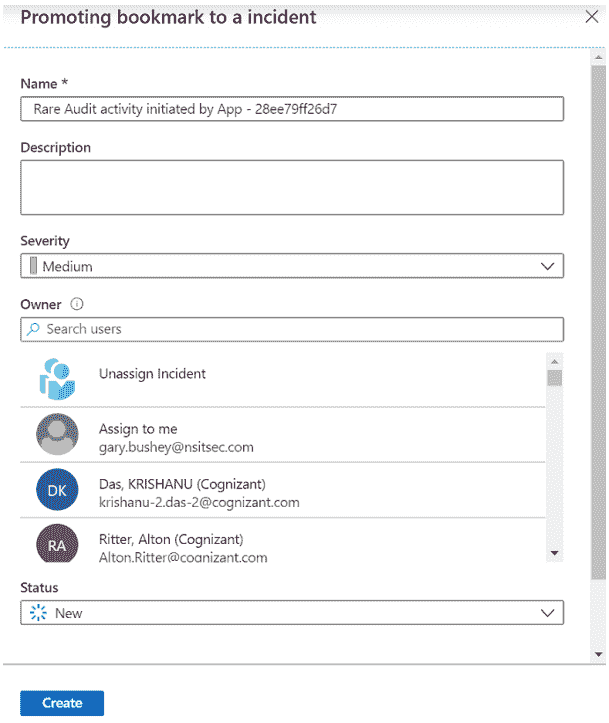 Promoting bookmark to a incident
Name *
Rare Audit activity initiated by App - 28ee79ff26d7
Description
Severity
Medium
Owner
Search users
Unassign Incident
Assign to me
gary.bushey@nsitsec.com
DK
Das, KRISHANU (Cognizant)
krishanu-2.das-2@cognizant.com
RA
Ritter, Alton (Cognizant)
Alton.Ritter@cognizant.com
Status
New
Create